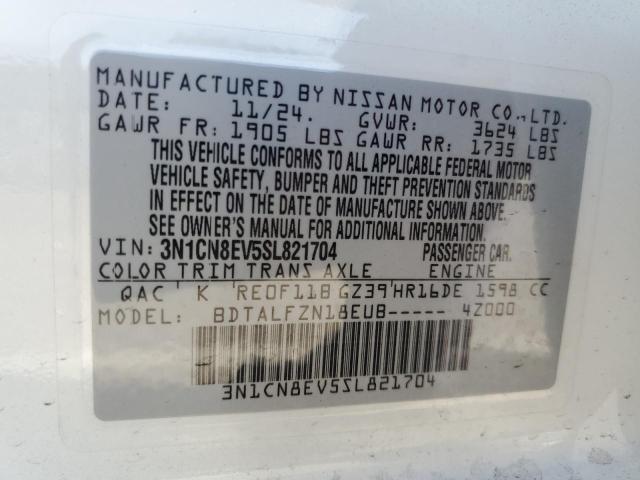 MANUFACTURED BY NISSAN MOTOR CO., LTD.
DATE: 11/24. GVWR: 3624 LBS
GAWR FR: 1905 LBS GAWR RR: 1735 LBS
THIS VEHICLE CONFORMS TO ALL APPLICABLE FEDERAL MOTOR
VEHICLE SAFETY, BUMPER AND THEFT PREVENTION STANDARDS
IN EFFECT ON THE DATE OF MANUFACTURE SHOWN ABOVE.
SEE OWNER'S MANUAL FOR ADDITIONAL INFORMATION.
VIN: 3N1CN8EV5SL821704 PASSENGER CAR.
COLOR TRIM TRANS AXLE ENGINE
QAC K RE0F11B GZ39 HR16DE 1598 CC
MODEL: BDTALFZN18EUB----- 4Z000
3N1CN8EV5SL821704